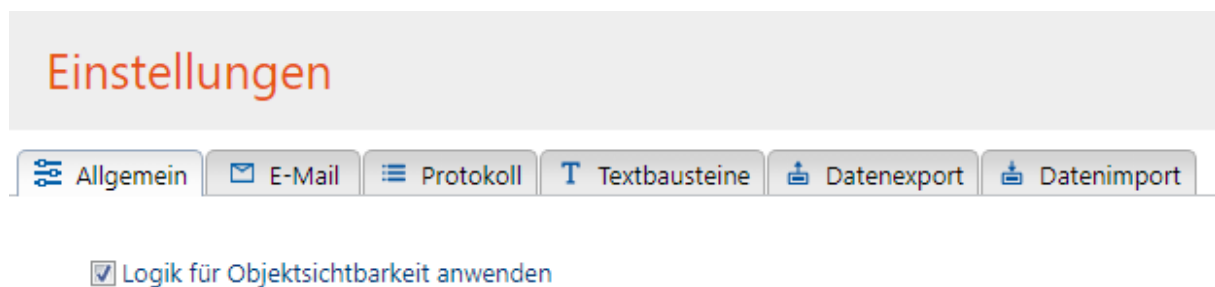 Einstellungen
Allgemein E-Mail Protokoll Textbausteine Datenexport Datenimport
Logik für Objektsichtbarkeit anwenden